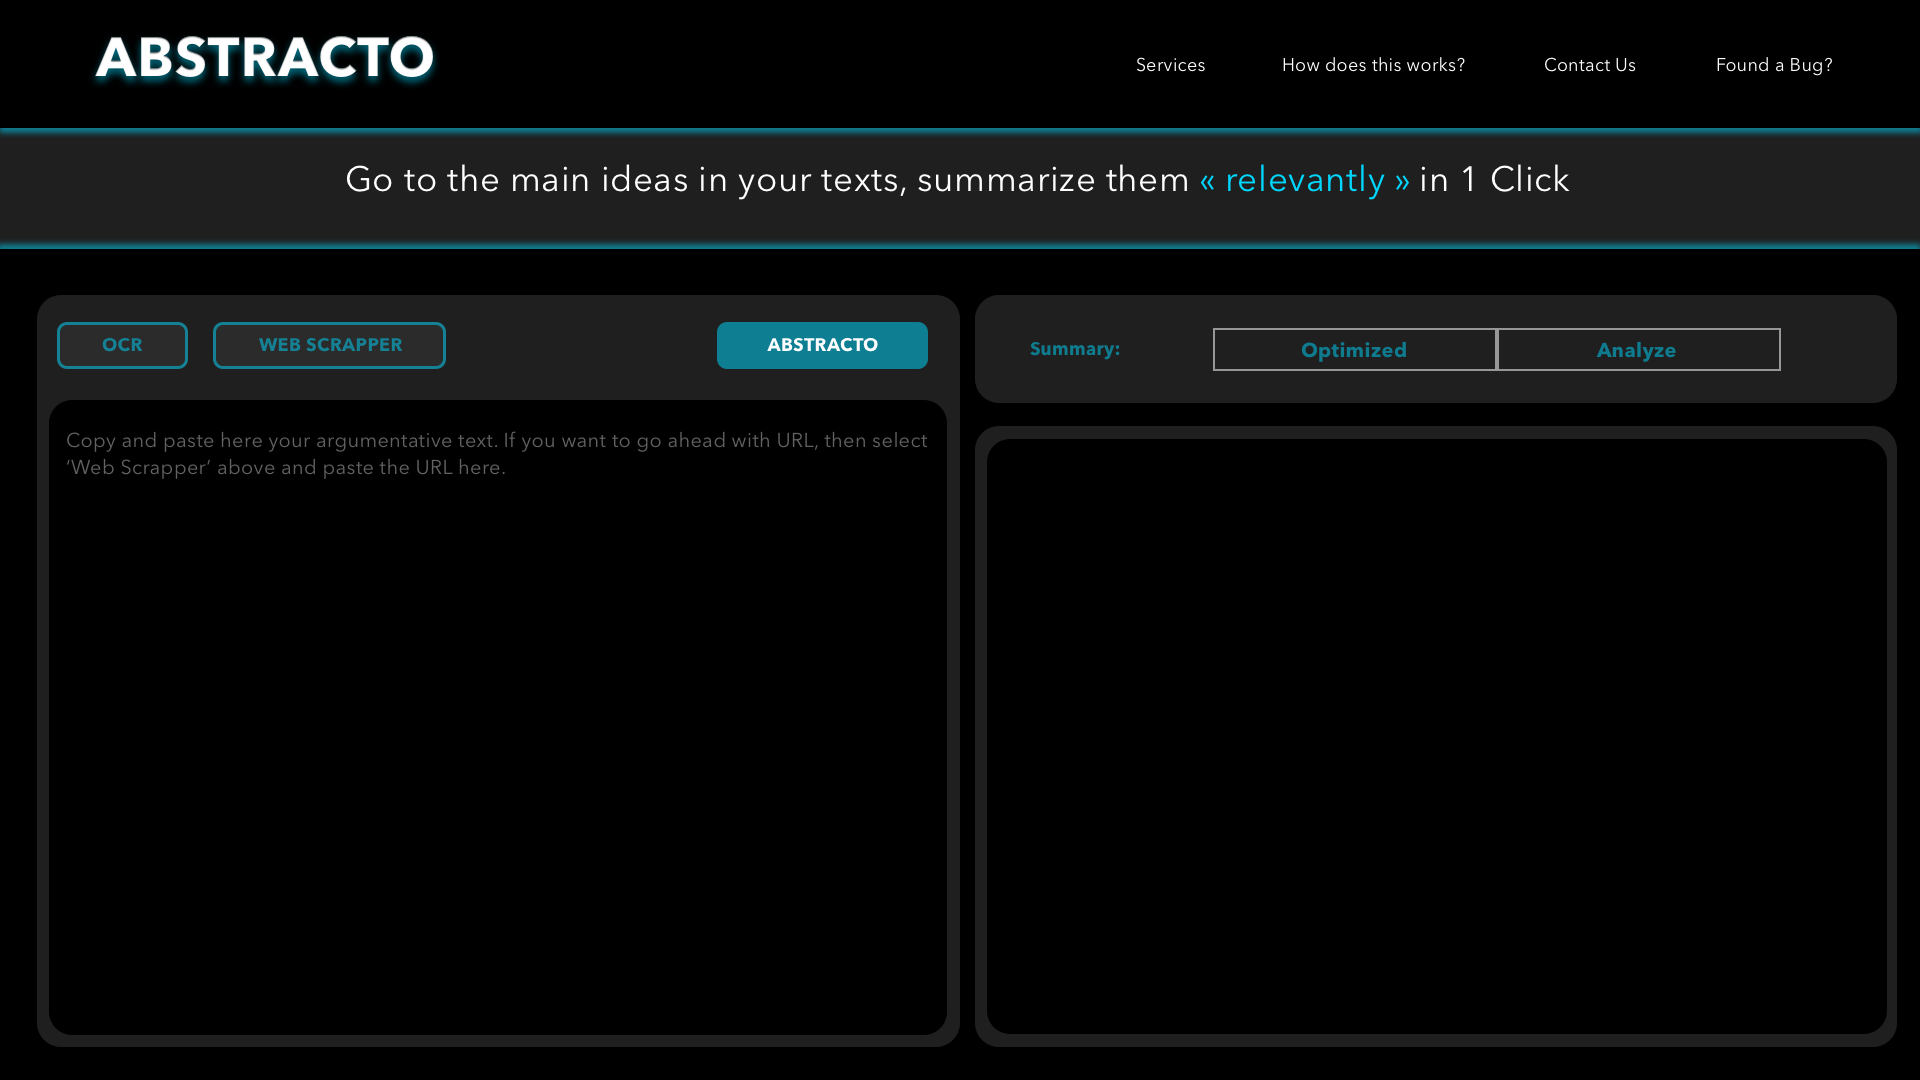 ABSTRACTO
Services
How does this works?
Contact Us
Found a Bug?
Go to the main ideas in your texts, summarize them « relevantly » in 1 Click
OCR
WEB SCRAPPER
ABSTRACTO
Summary:
Optimized
Analyze
Copy and paste here your argumentative text. If you want to go ahead with URL, then select
‘Web Scrapper’ above and paste the URL here.